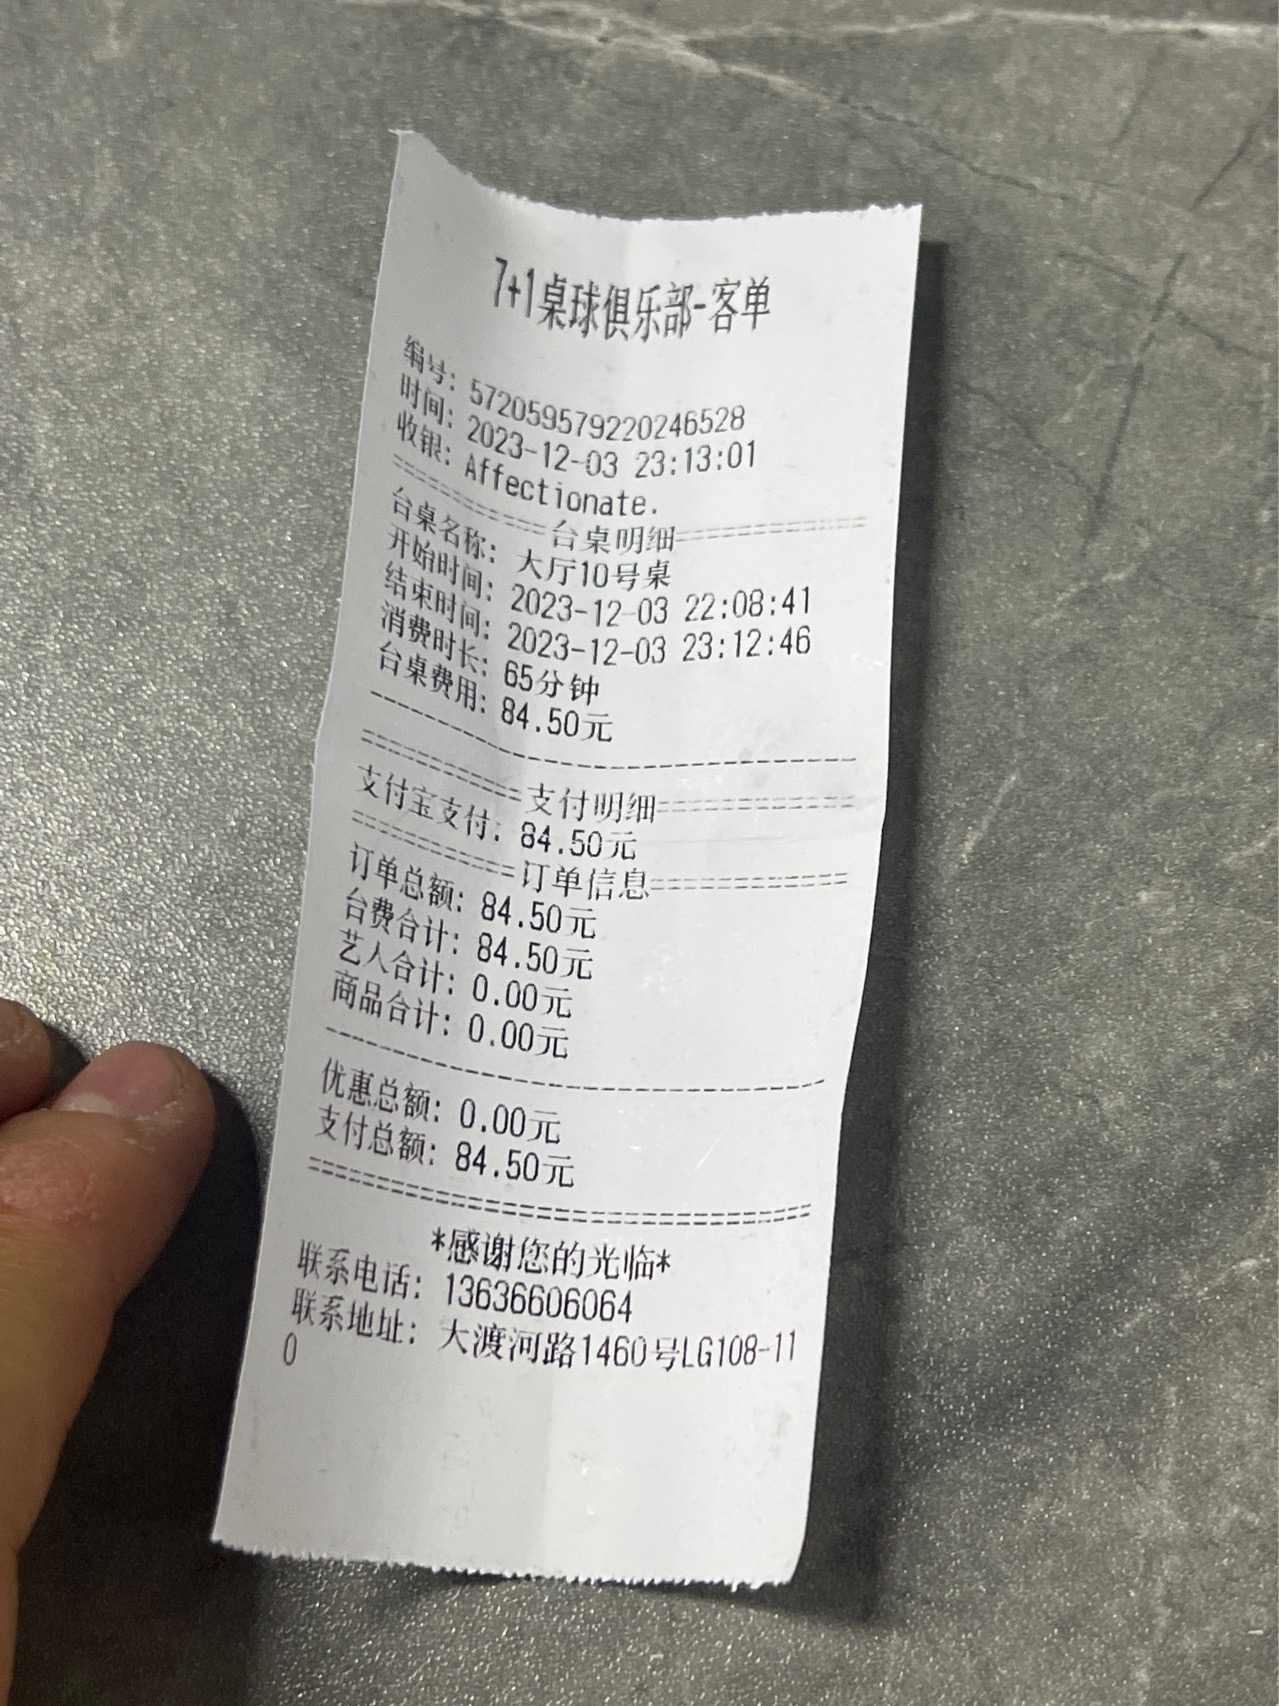 7+1桌球俱乐部-客单
编号: 572059579220246528
时间: 2023-12-03 23:13:01
收银: Affectionate.
==========台桌明细==========
台桌名称: 大厅10号桌
开始时间: 2023-12-03 22:08:41
结束时间: 2023-12-03 23:12:46
消费时长: 65分钟
台桌费用: 84.50元
--------------------------------
==========支付明细==========
支付宝支付: 84.50元
==========订单信息==========
订单总额: 84.50元
台费合计: 84.50元
艺人合计: 0.00元
商品合计: 0.00元
--------------------------------
优惠总额: 0.00元
支付总额: 84.50元
================================
*感谢您的光临*
联系电话: 13636606064
联系地址: 大渡河路1460号LG108-11
0